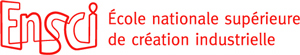 Ensci
École nationale supérieure
de création industrielle